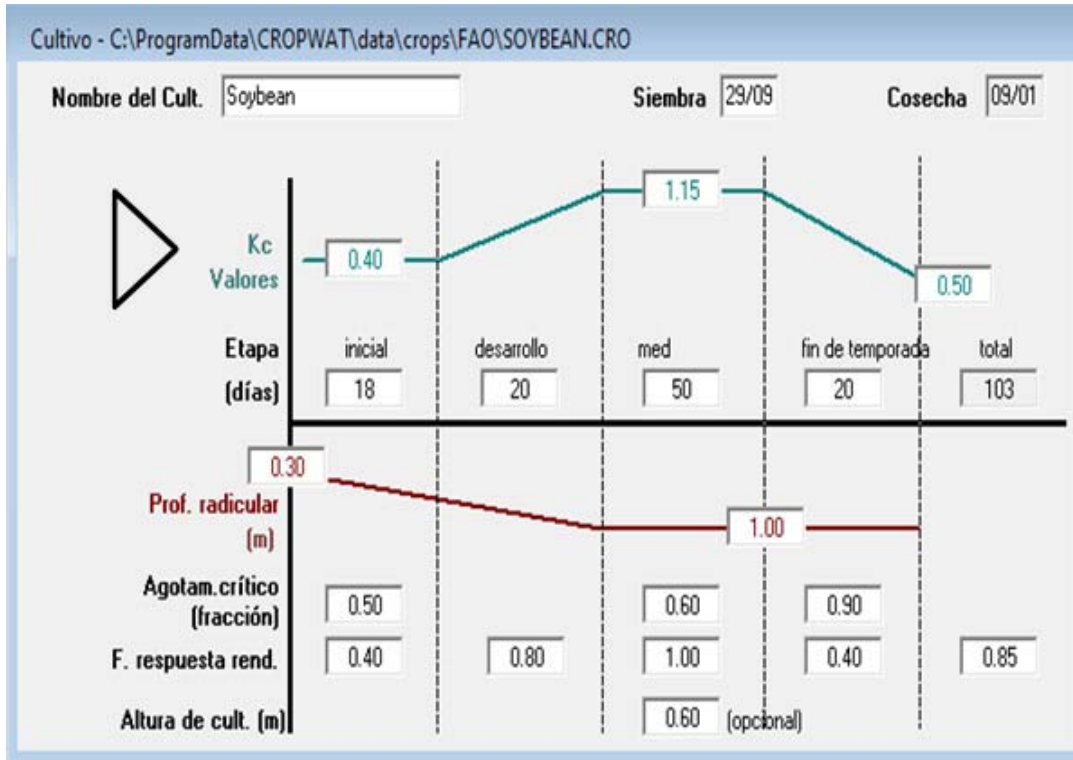 Cultivo - C:\ProgramData\CROPWAT\data\crops\FAO\SOYBEAN.CRO
Nombre del Cult. Soybean Siembra 29/09 Cosecha 09/01
1.15
Kc 0.40
Valores 0.50
Etapa inicial desarrollo med fin de temporada total
(días) 18 20 50 20 103
0.30
Prof. radicular
(m) 1.00
Agotam.crítico
(fracción) 0.50 0.60 0.90
F. respuesta rend. 0.40 0.80 1.00 0.40 0.85
Altura de cult. (m) 0.60 (opcional)